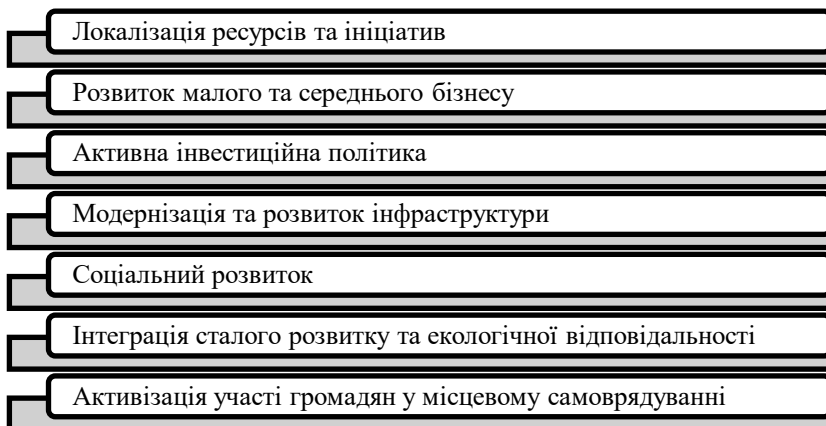 Локалізація ресурсів та ініціатив
Розвиток малого та середнього бізнесу
Активна інвестиційна політика
Модернізація та розвиток інфраструктури
Соціальний розвиток
Інтеграція сталого розвитку та екологічної відповідальності
Активізація участі громадян у місцевому самоврядуванні